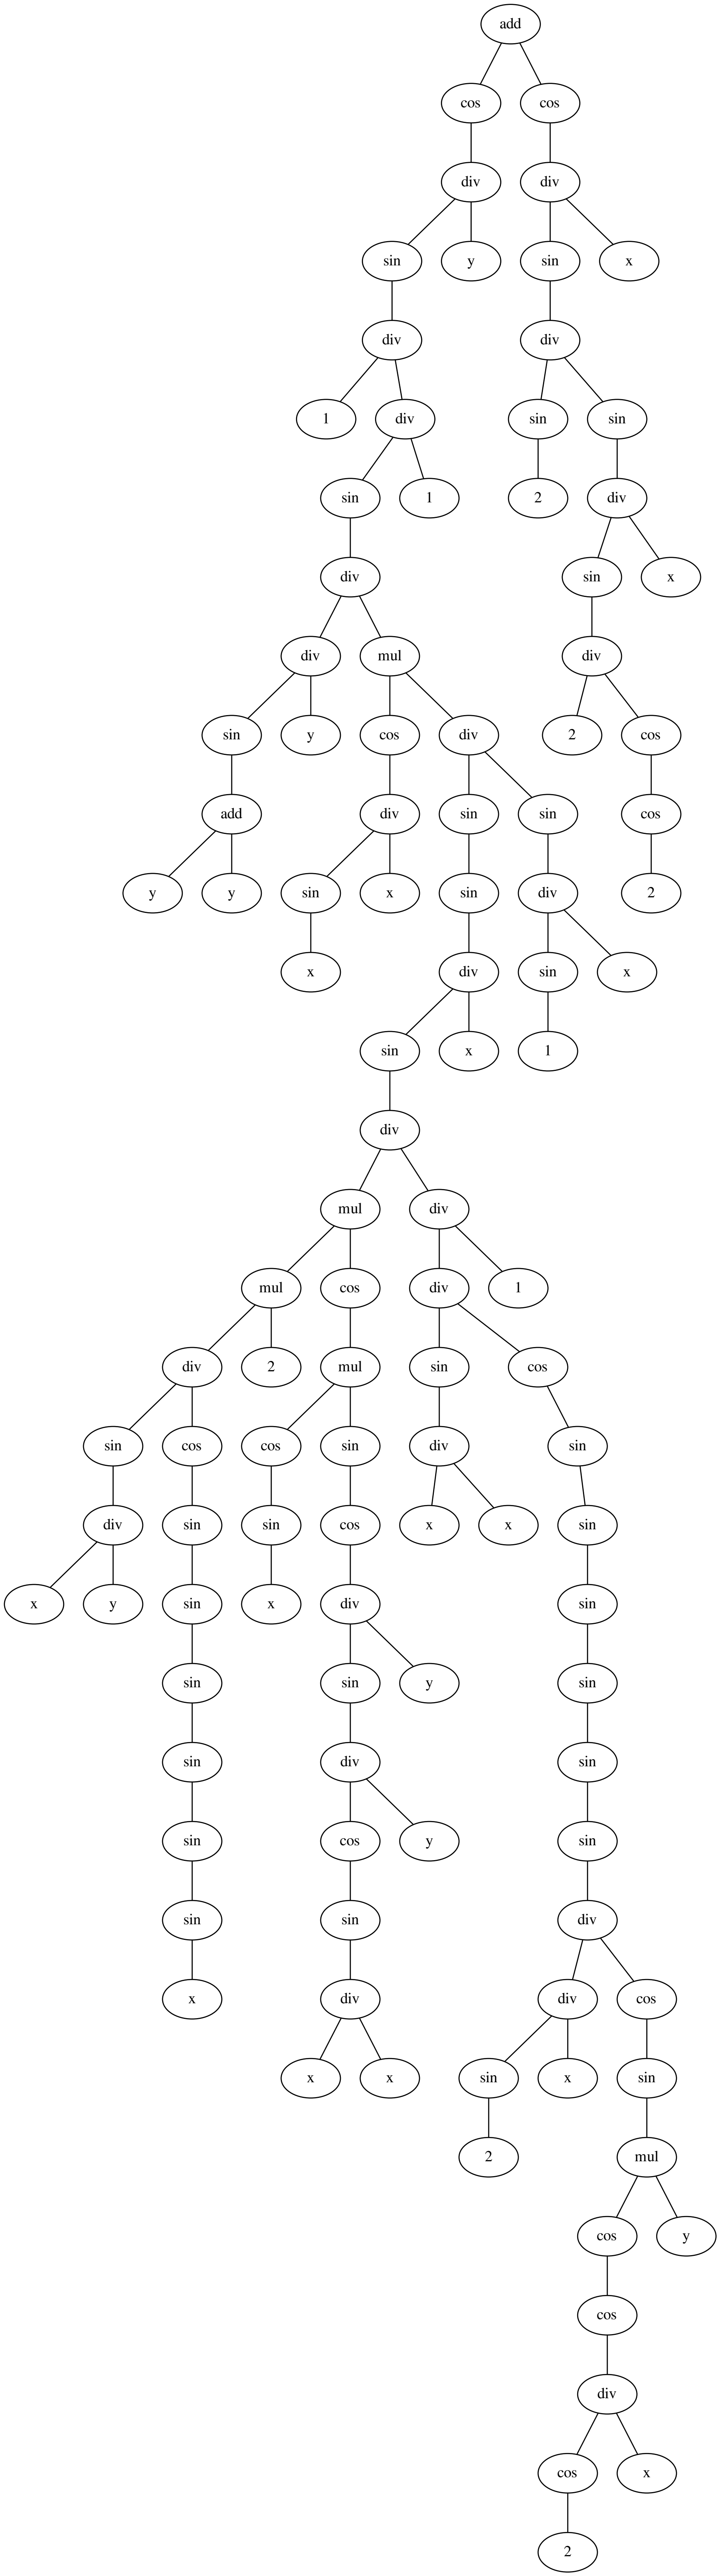 add
cos cos
div div
sin y sin x
div div
1 div sin sin
sin 1 2 div
div sin x
div mul div
sin y cos div 2 cos
add div sin sin cos
y y sin x sin div 2
x div sin x
sin x 1
div
mul div
mul cos div 1
div 2 mul sin cos
sin cos cos sin div sin
div sin sin cos x x sin
x y sin x div sin
sin sin y sin
sin div sin
sin cos y sin
sin sin div
x div div cos
x x sin x sin
2 mul
cos y
cos
div
cos x
2